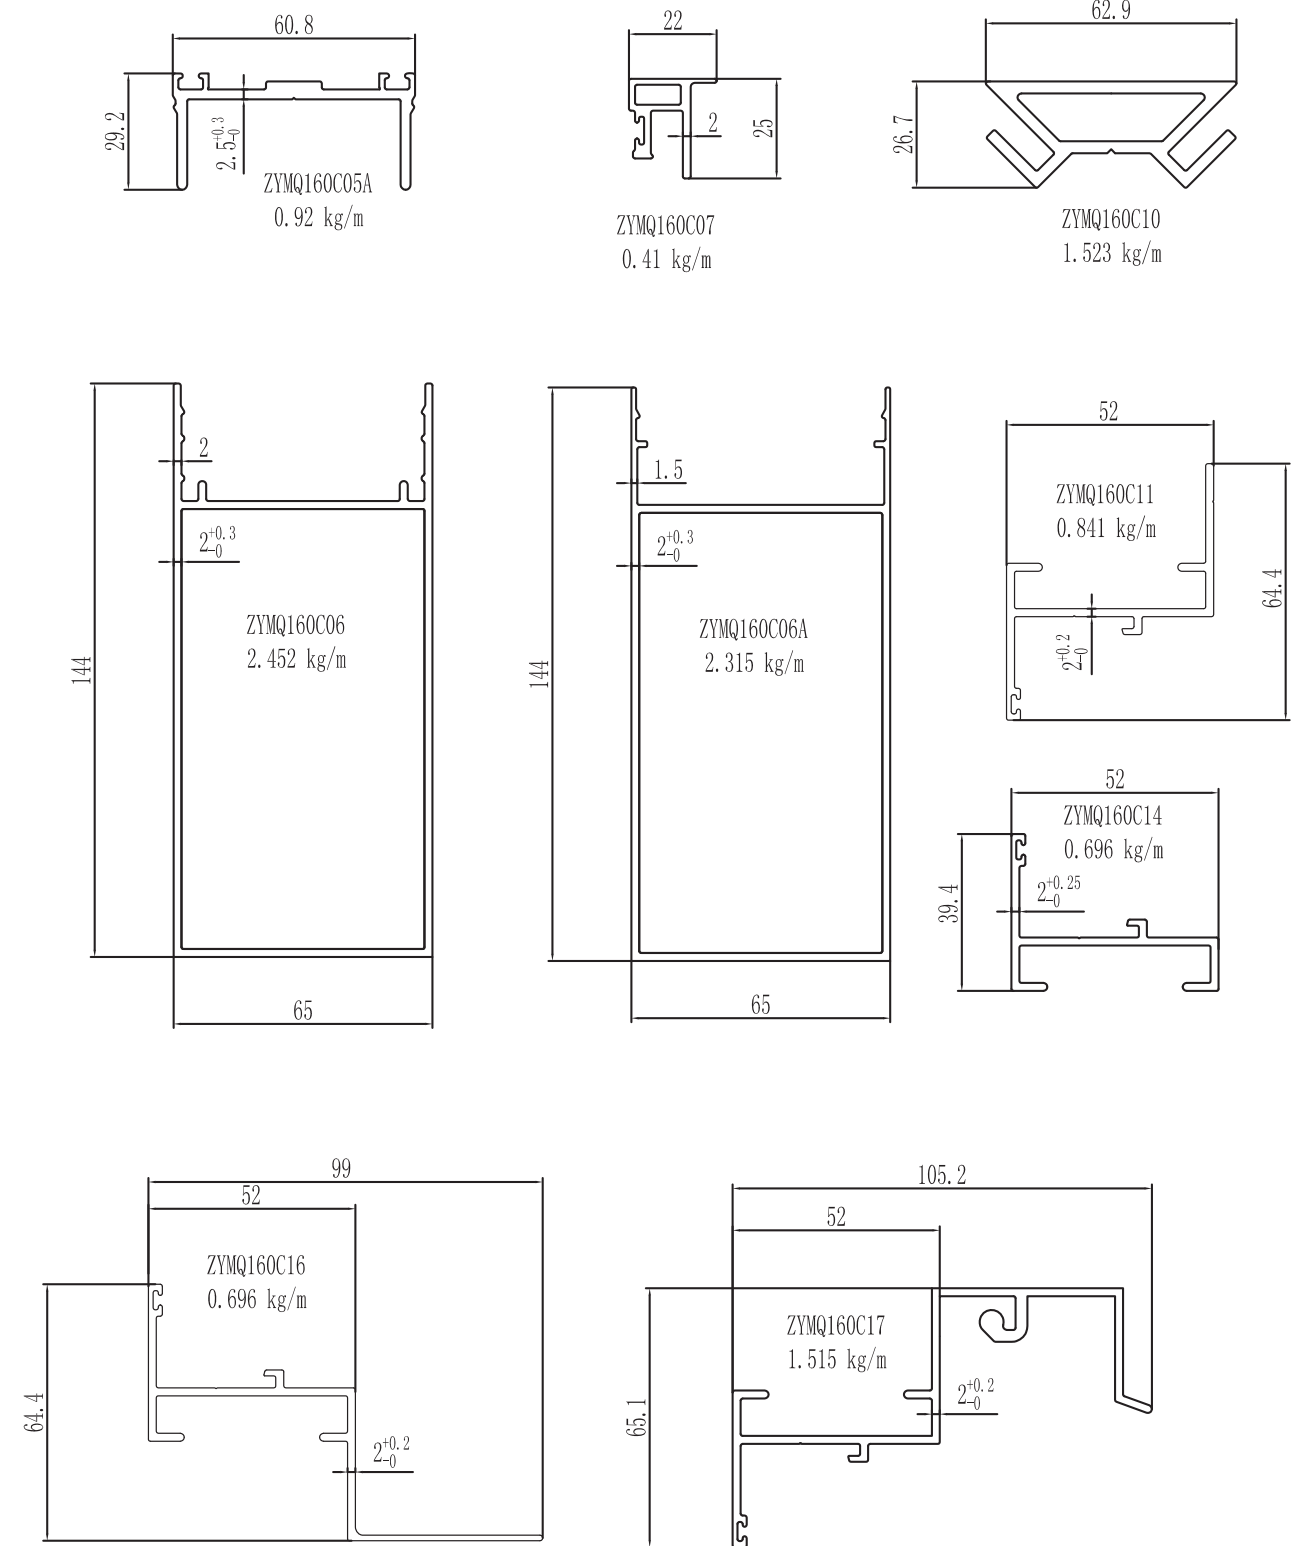 60.8
29.2
2.5+0.3 -0
ZYMQ160C05A
0.92 kg/m
22
2
25
ZYMQ160C07
0.41 kg/m
62.9
26.7
ZYMQ160C10
1.523 kg/m
144
2
2+0.3 -0
ZYMQ160C06
2.452 kg/m
65
144
1.5
2+0.3 -0
ZYMQ160C06A
2.315 kg/m
65
52
ZYMQ160C11
0.841 kg/m
64.4
2+0.2 -0
52
ZYMQ160C14
0.696 kg/m
39.4
2+0.25 -0
99
52
ZYMQ160C16
0.696 kg/m
64.4
2+0.2 -0
105.2
52
ZYMQ160C17
1.515 kg/m
65.1
2+0.2 -0